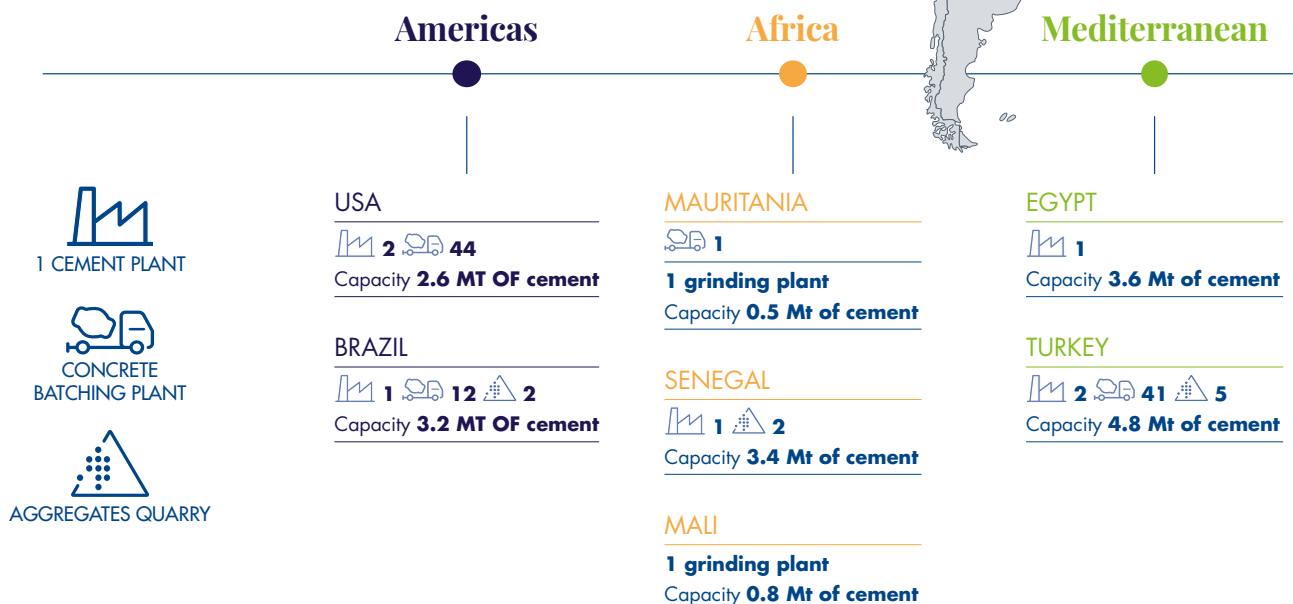 Americas
Africa
Mediterranean
1 CEMENT PLANT
CONCRETE
BATCHING PLANT
AGGREGATES QUARRY
USA
2 44
Capacity 2.6 MT OF cement
BRAZIL
1 12 2
Capacity 3.2 MT OF cement
MAURITANIA
1
1 grinding plant
Capacity 0.5 Mt of cement
SENEGAL
1 2
Capacity 3.4 Mt of cement
MALI
1 grinding plant
Capacity 0.8 Mt of cement
EGYPT
1
Capacity 3.6 Mt of cement
TURKEY
2 41 5
Capacity 4.8 Mt of cement